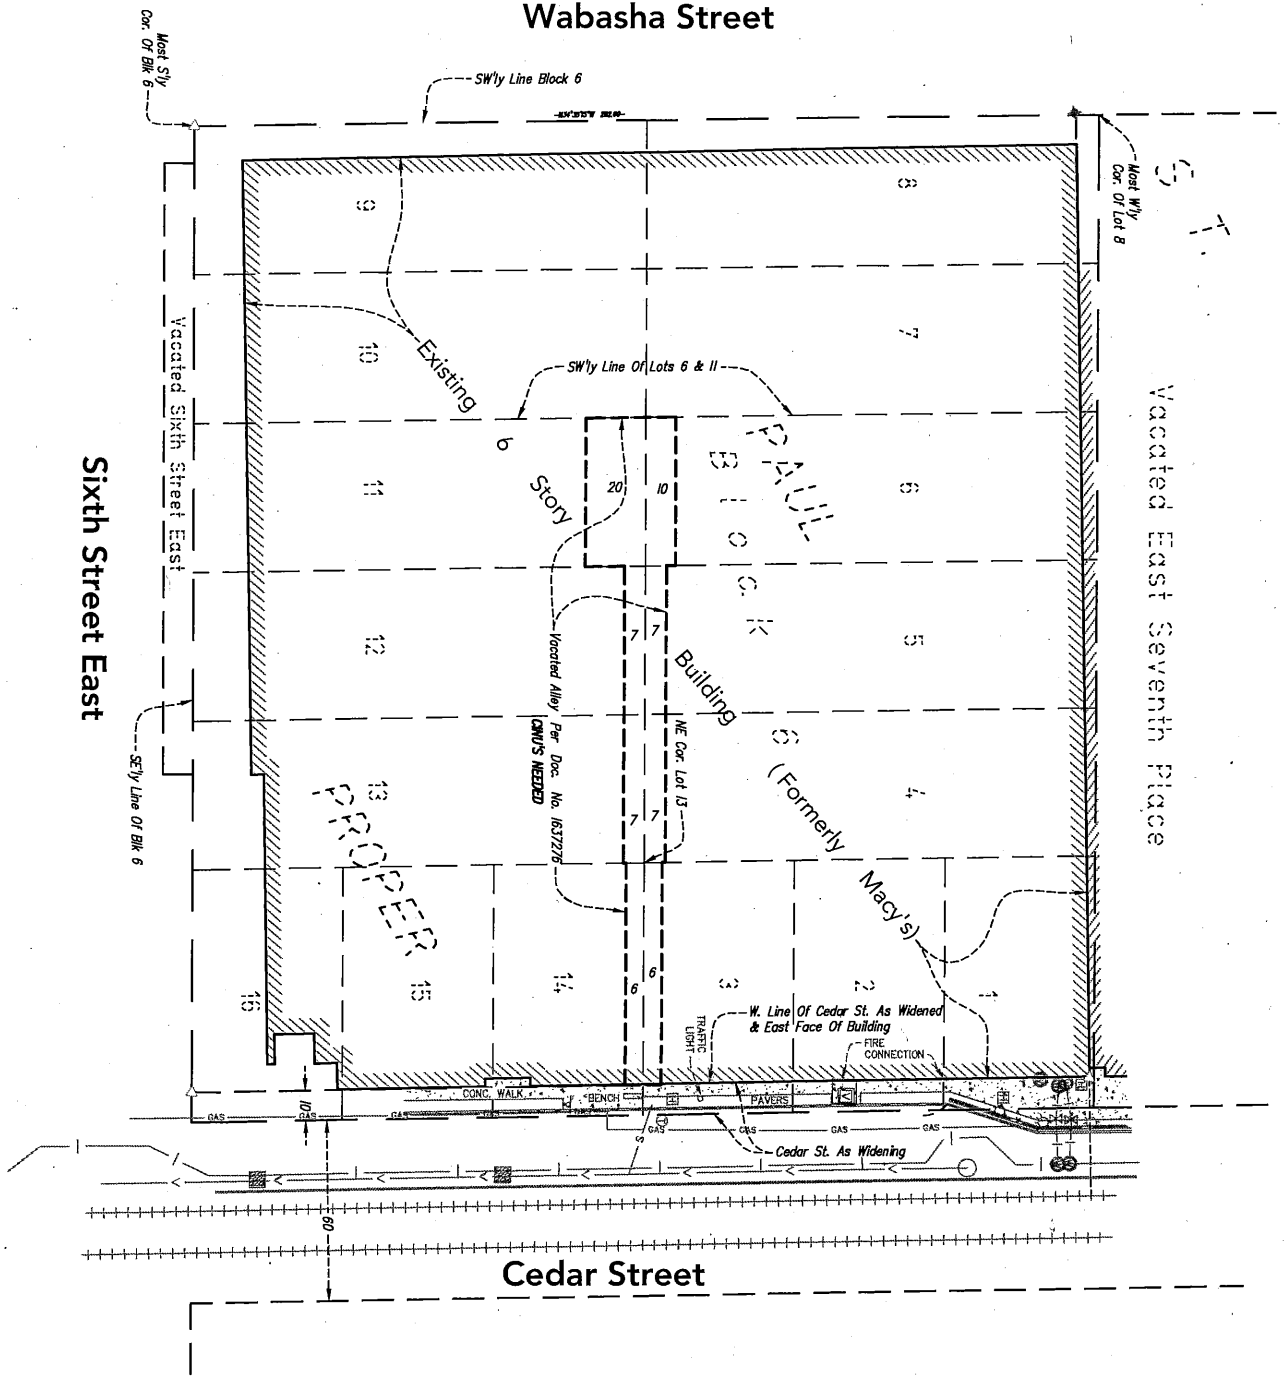 Wabasha Street
Most S'ly
Cor. Of Blk 6
SW'ly Line Block 6
Most W'ly
Cor. Of Lot 8
S T.
9
8
10
7
Vacated Sixth Street East
Existing
SW'ly Line Of Lots 6 & 11
6
Story
Building
(Formerly
Macy's)
PAUL
BLOCK
6
11
20
10
6
Vacated East Seventh Place
Sixth Street East
12
7
7
5
Vacated Alley Per Doc. No. 1637276
NE Cor. Lot 13
SE'ly Line Of Blk 6
13
7
7
4
PROPER
16
15
14
6
6
3
2
1
W. Line Of Cedar St. As Widened
& East Face Of Building
TRAFFIC
LIGHT
FIRE
CONNECTION
CONC. WALK
BENCH
PAVERS
10
GAS
GAS
GAS
GAS
GAS
GAS
GAS
GAS
S
Cedar St. As Widening
60
Cedar Street